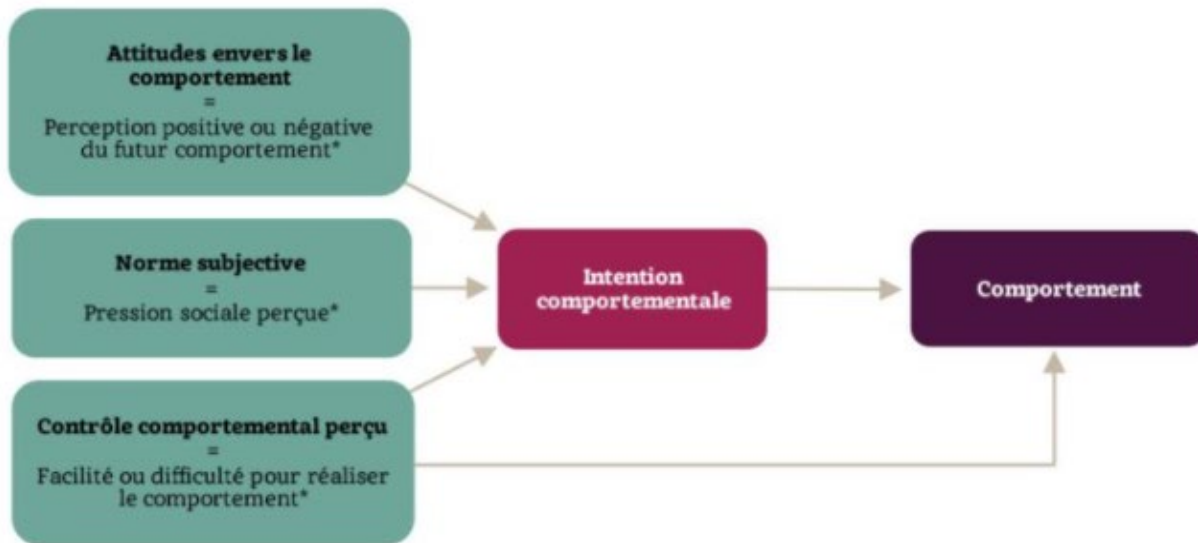 Attitudes envers le
comportement
=
Perception positive ou négative
du futur comportement*
Norme subjective
=
Pression sociale perçue*
Contrôle comportemental perçu
=
Facilité ou difficulté pour réaliser
le comportement*
Intention
comportementale
Comportement